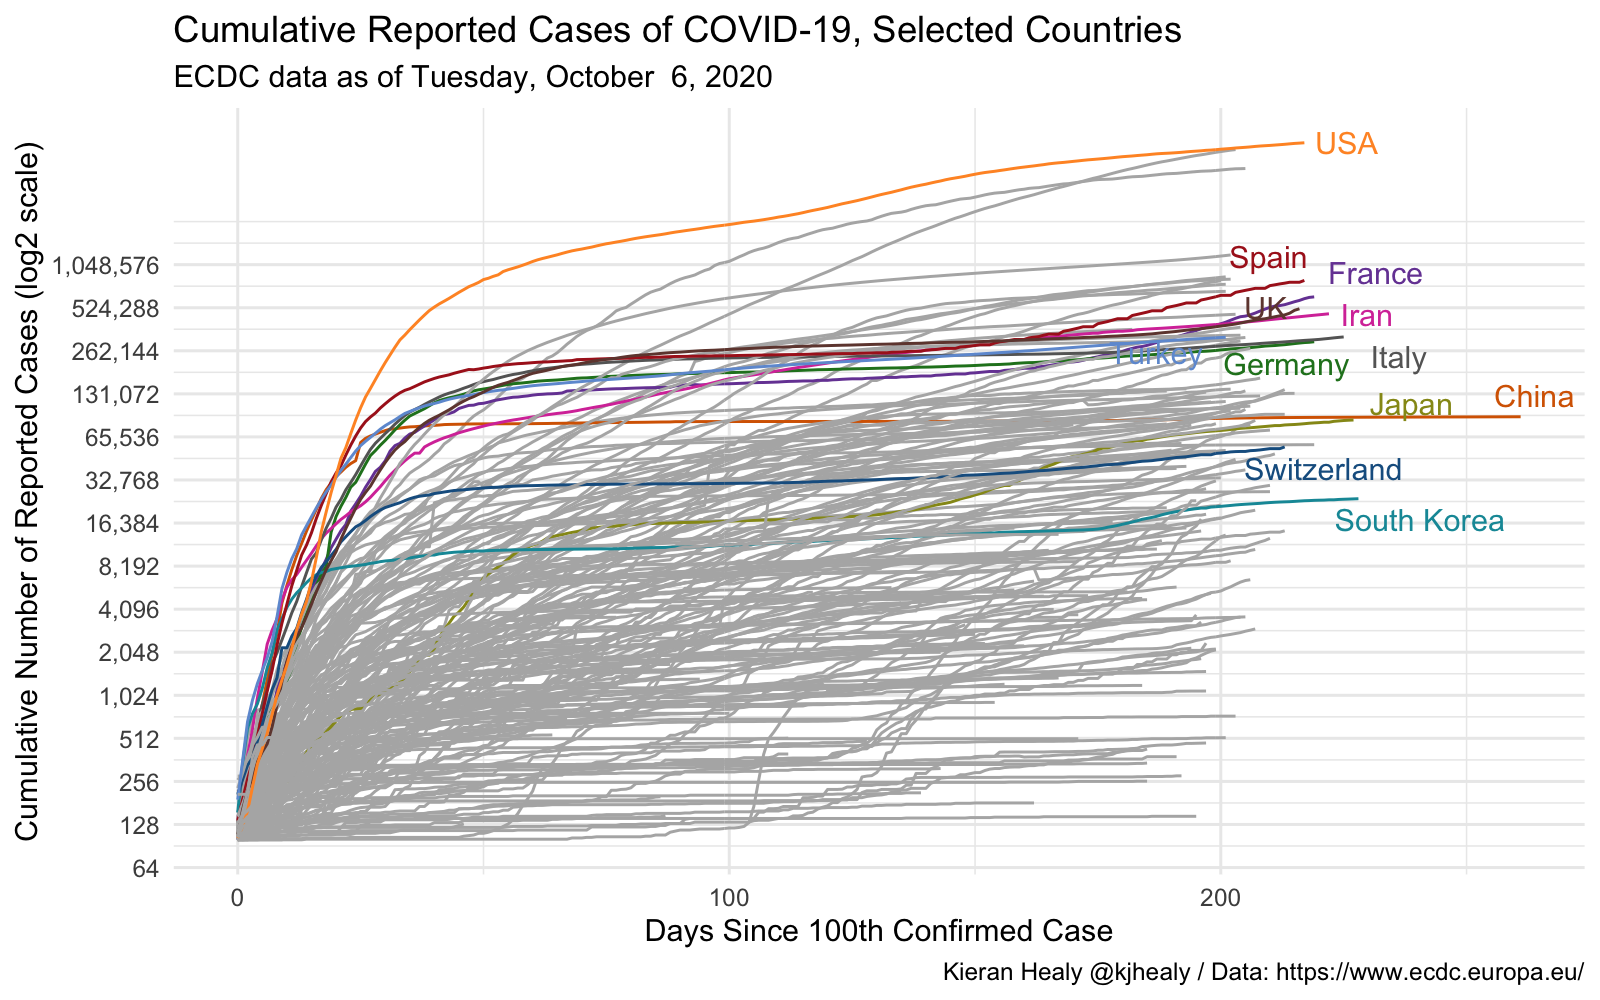 Cumulative Reported Cases of COVID-19, Selected Countries
ECDC data as of Tuesday, October  6, 2020
Cumulative Number of Reported Cases (log2 scale)
1,048,576
524,288
262,144
131,072
65,536
32,768
16,384
8,192
4,096
2,048
1,024
512
256
128
64
USA
Spain
France
UK
Iran
Turkey
Germany
Italy
China
Japan
Switzerland
South Korea
0
100
200
Days Since 100th Confirmed Case
Kieran Healy @kjhealy / Data: https://www.ecdc.europa.eu/